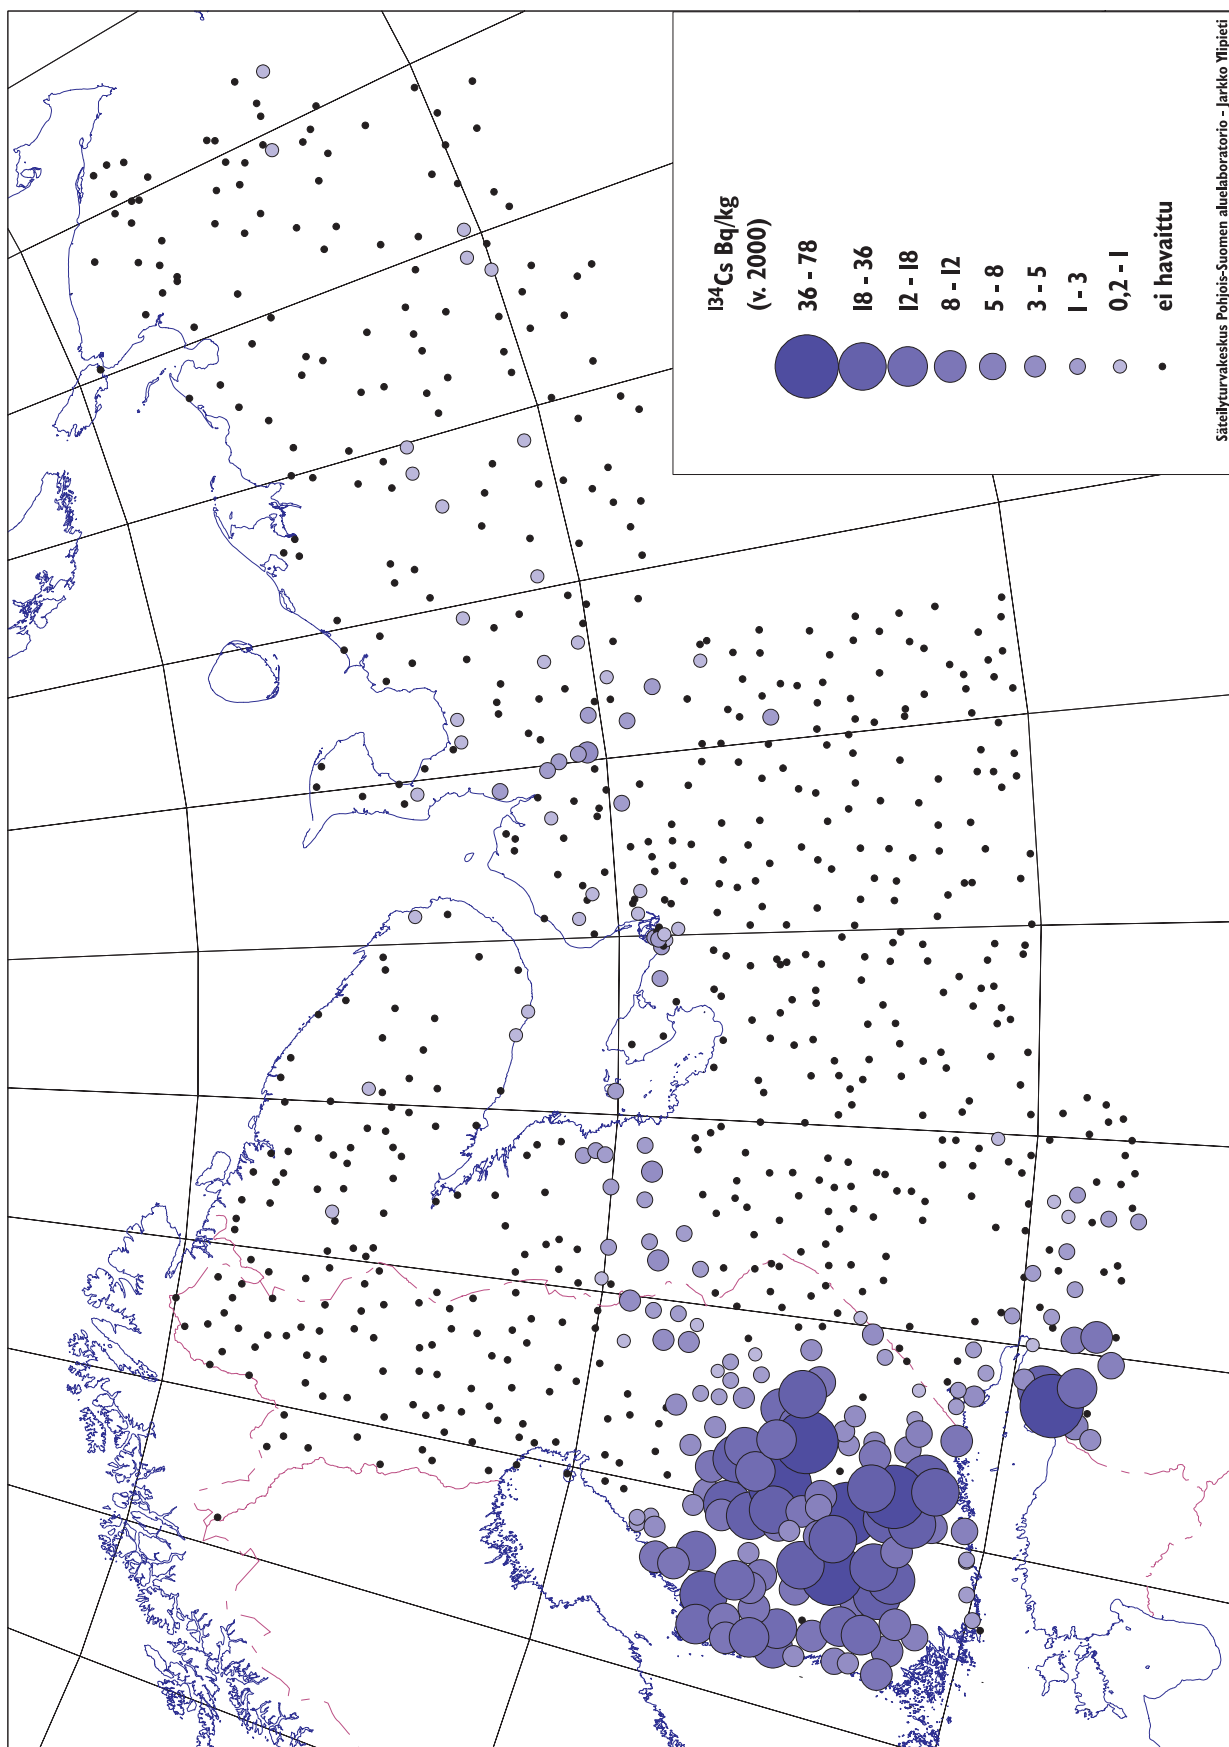 134Cs Bq/kg
(v. 2000)
36 - 78
18 - 36
12 - 18
8 - 12
5 - 8
3 - 5
1 - 3
0,2 - 1
ei havaittu
Säteilyturvakeskus Pohjois-Suomen aluelaboratorio - Jarkko Ylipieti